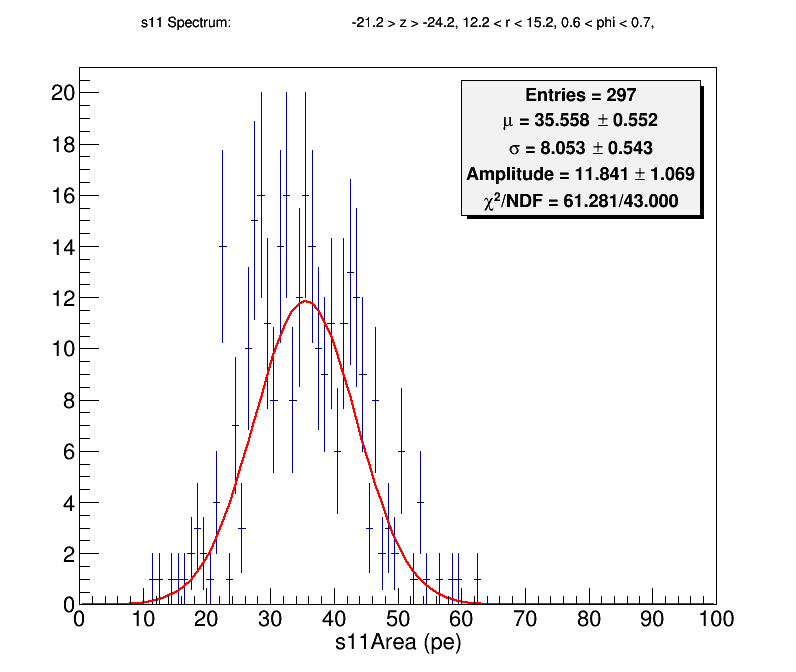 s11 Spectrum: -21.2 > z > -24.2, 12.2 < r < 15.2, 0.6 < phi < 0.7,
Entries = 297
μ = 35.558 ± 0.552
σ = 8.053 ± 0.543
Amplitude = 11.841 ± 1.069
χ²/NDF = 61.281/43.000
20
18
16
14
12
10
8
6
4
2
0
0 10 20 30 40 50 60 70 80 90 100
s11Area (pe)